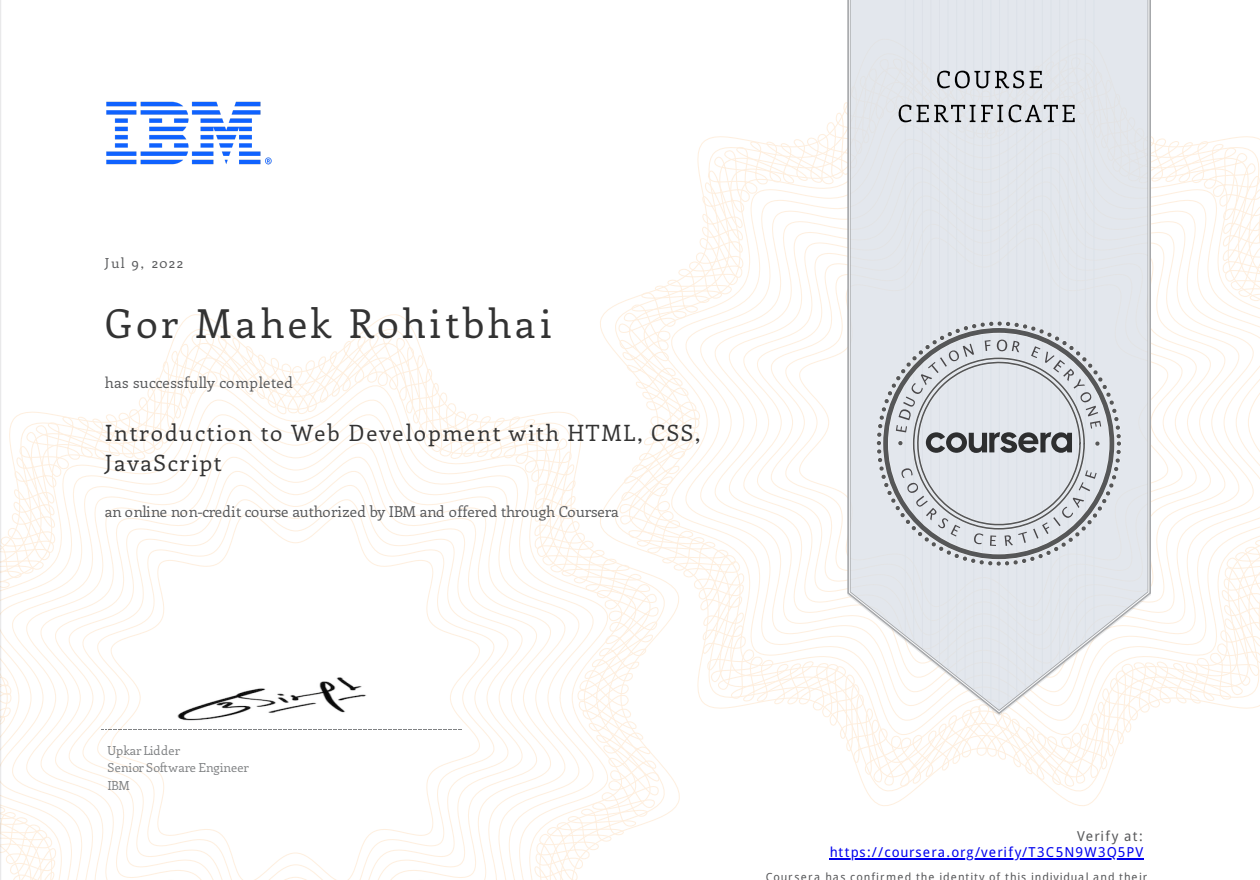 IBM®
COURSE
CERTIFICATE
Jul 9, 2022
Gor Mahek Rohitbhai
has successfully completed
Introduction to Web Development with HTML, CSS,
JavaScript
an online non-credit course authorized by IBM and offered through Coursera
EDUCATION FOR EVERYONE
coursera
COURSE CERTIFICATE
Upkar Lidder
Senior Software Engineer
IBM
Verify at:
https://coursera.org/verify/T3C5N9W3Q5PV
Coursera has confirmed the identity of this individual and their